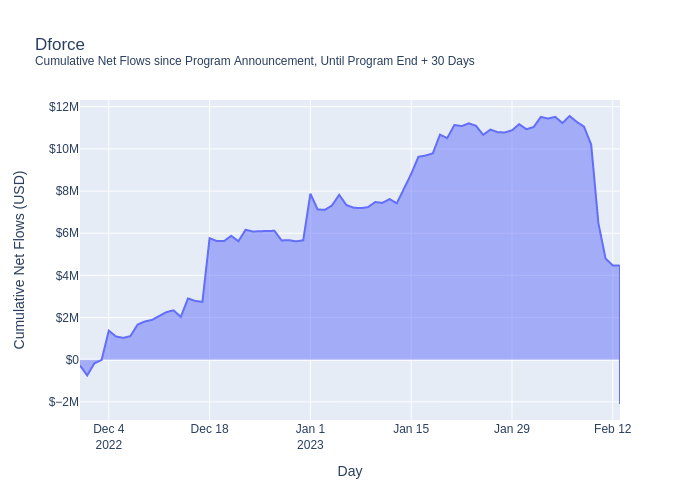 Dforce
Cumulative Net Flows since Program Announcement, Until Program End + 30 Days
Cumulative Net Flows (USD)
$12M
$10M
$8M
$6M
$4M
$2M
$0
$−2M
Dec 4
2022
Dec 18
Jan 1
2023
Jan 15
Jan 29
Feb 12
Day